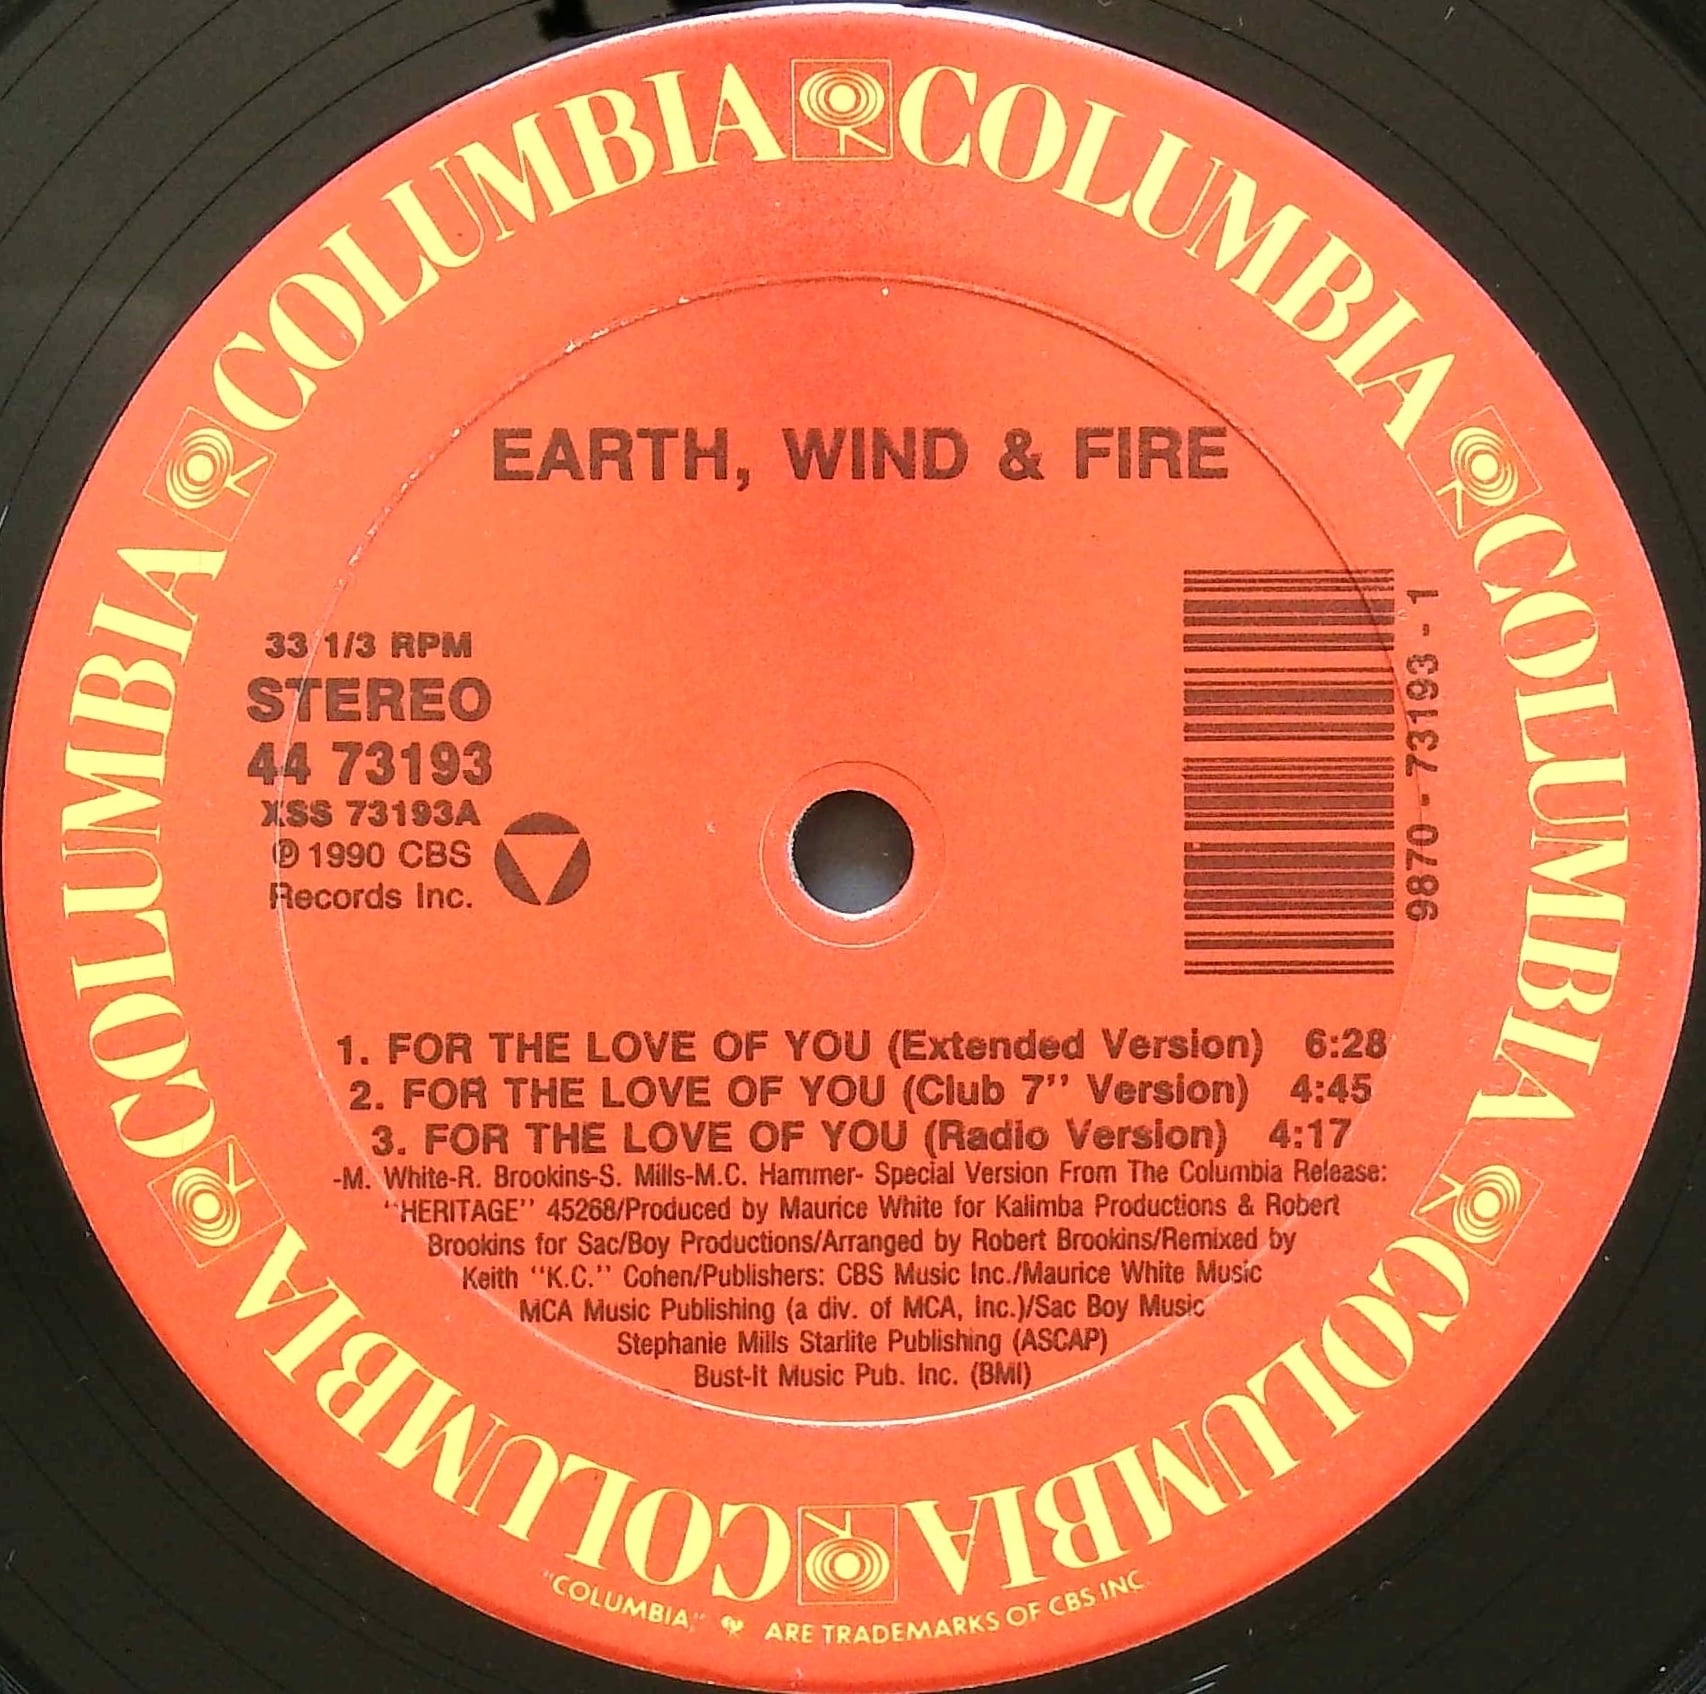 COLUMBIA COLUMBIA COLUMBIA COLUMBIA COLUMBIA COLUMBIA
EARTH, WIND & FIRE
33 1/3 RPM
STEREO
44 73193
XSS 73193A
℗ 1990 CBS
Records Inc.
9870 - 73193 - 1
1. FOR THE LOVE OF YOU (Extended Version) 6:28
2. FOR THE LOVE OF YOU (Club 7'' Version) 4:45
3. FOR THE LOVE OF YOU (Radio Version) 4:17
-M. White-R. Brookins-S. Mills-M.C. Hammer- Special Version From The Columbia Release:
"HERITAGE" 45268/Produced by Maurice White for Kalimba Productions & Robert
Brookins for Sac/Boy Productions/Arranged by Robert Brookins/Remixed by
Keith "K.C." Cohen/Publishers: CBS Music Inc./Maurice White Music
MCA Music Publishing (a div. of MCA, Inc.)/Sac Boy Music
Stephanie Mills Starlite Publishing (ASCAP)
Bust-It Music Pub. Inc. (BMI)
"COLUMBIA," ARE TRADEMARKS OF CBS INC.